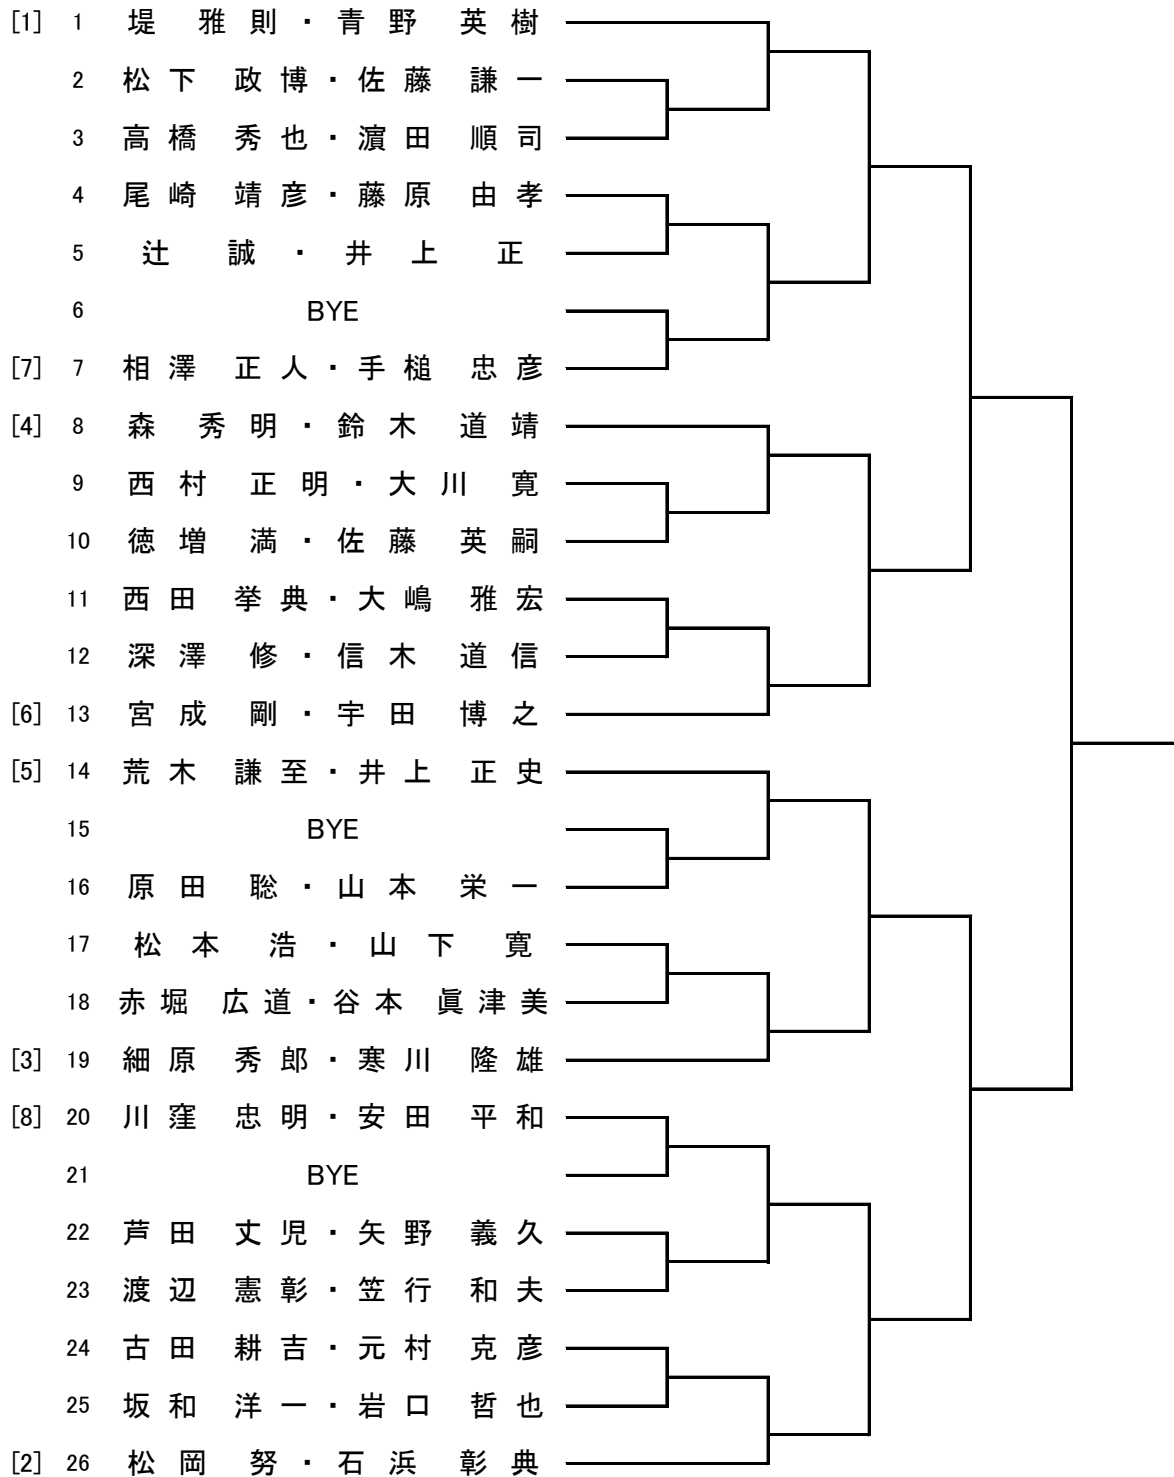 [1] 1 堤 雅則・青野 英樹
2 松下 政博・佐藤 謙一
3 高橋 秀也・濵田 順司
4 尾崎 靖彦・藤原 由孝
5 辻 誠・井上 正
6 BYE
[7] 7 相澤 正人・手槌 忠彦
[4] 8 森 秀明・鈴木 道靖
9 西村 正明・大川 寛
10 徳増 満・佐藤 英嗣
11 西田 挙典・大嶋 雅宏
12 深澤 修・信木 道信
[6] 13 宮成 剛・宇田 博之
[5] 14 荒木 謙至・井上 正史
15 BYE
16 原田 聡・山本 栄一
17 松本 浩・山下 寛
18 赤堀 広道・谷本 眞津美
[3] 19 細原 秀郎・寒川 隆雄
[8] 20 川窪 忠明・安田 平和
21 BYE
22 芦田 丈児・矢野 義久
23 渡辺 憲彰・笠行 和夫
24 古田 耕吉・元村 克彦
25 坂和 洋一・岩口 哲也
[2] 26 松岡 努・石浜 彰典